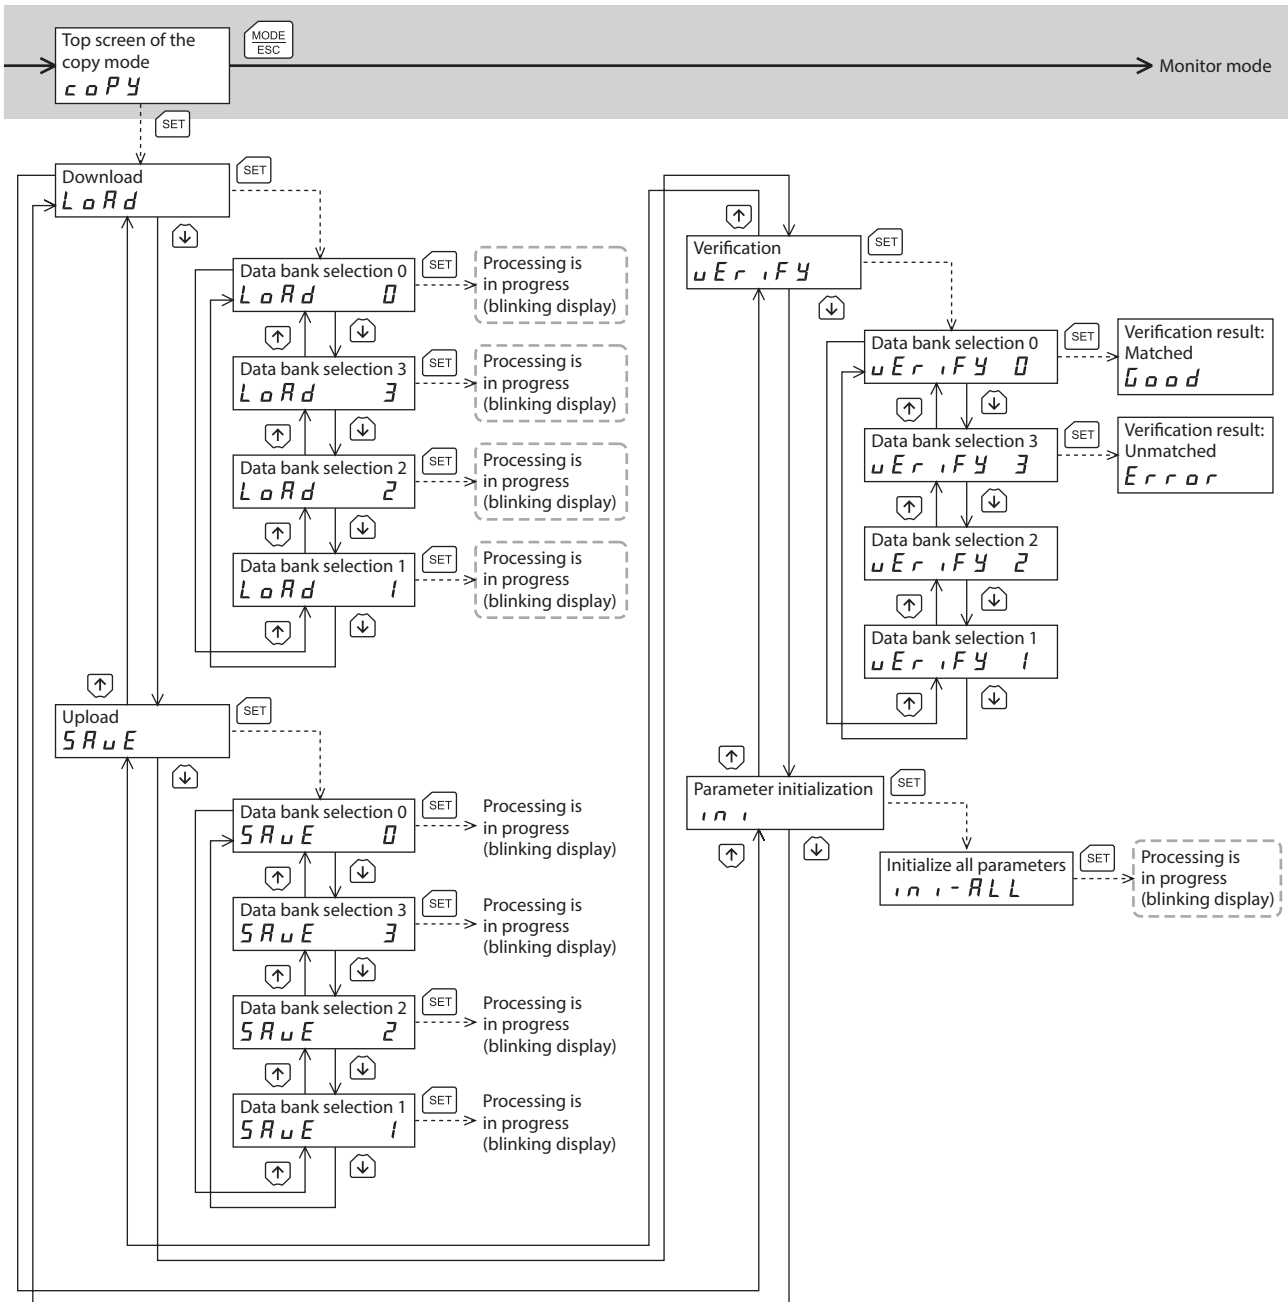 Top screen of the
copy mode
coPY
MODE
ESC
Monitor mode
SET
Download
LoAd
SET
Data bank selection 0
LoAd 0
SET
Processing is
in progress
(blinking display)
Data bank selection 3
LoAd 3
SET
Processing is
in progress
(blinking display)
Data bank selection 2
LoAd 2
SET
Processing is
in progress
(blinking display)
Data bank selection 1
LoAd 1
SET
Processing is
in progress
(blinking display)
Upload
SAvE
SET
Data bank selection 0
SAvE 0
SET
Processing is
in progress
(blinking display)
Data bank selection 3
SAvE 3
SET
Processing is
in progress
(blinking display)
Data bank selection 2
SAvE 2
SET
Processing is
in progress
(blinking display)
Data bank selection 1
SAvE 1
SET
Processing is
in progress
(blinking display)
Verification
vEriFY
SET
Data bank selection 0
vEriFY 0
SET
Verification result:
Matched
Good
Data bank selection 3
vEriFY 3
SET
Verification result:
Unmatched
Error
Data bank selection 2
vEriFY 2
Data bank selection 1
vEriFY 1
Parameter initialization
ini
SET
Initialize all parameters
ini-ALL
SET
Processing is
in progress
(blinking display)